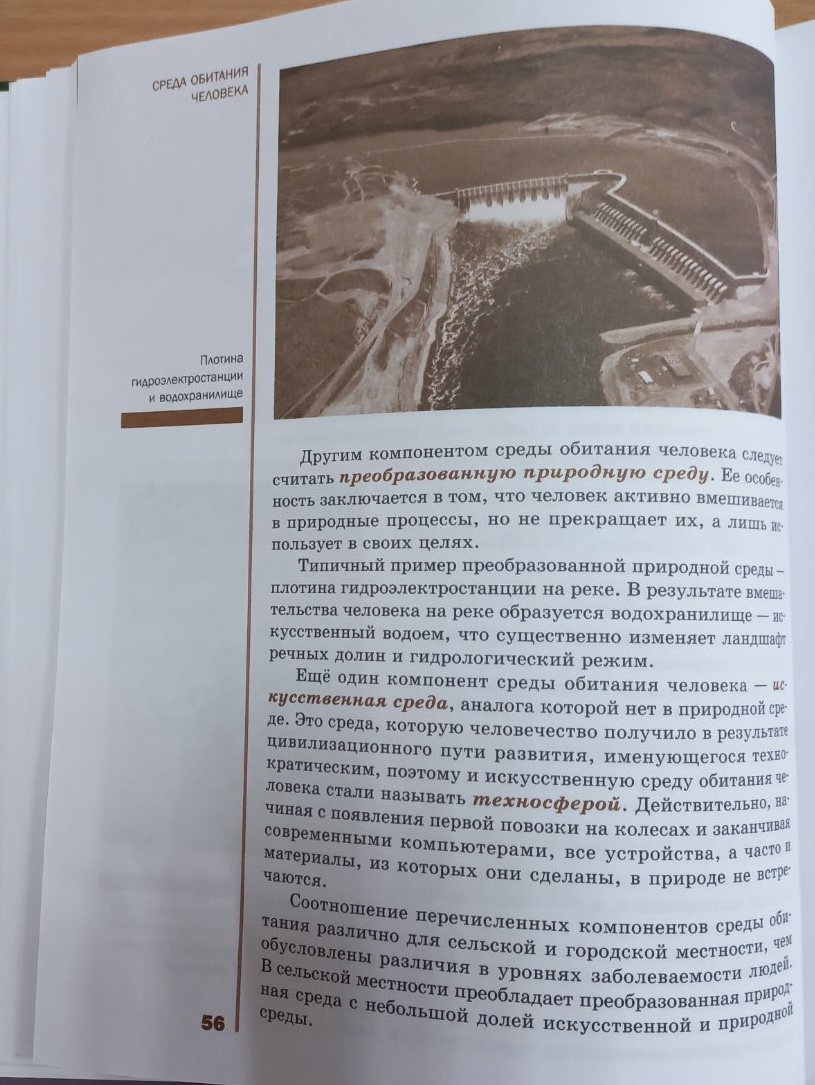 СРЕДА ОБИТАНИЯ
ЧЕЛОВЕКА
Плотина
гидроэлектростанции
и водохранилище
Другим компонентом среды обитания человека следует
считать преобразованную природную среду. Ее особен-
ность заключается в том, что человек активно вмешивается
в природные процессы, но не прекращает их, а лишь ис-
пользует в своих целях.
Типичный пример преобразованной природной среды –
плотина гидроэлектростанции на реке. В результате вмеша-
тельства человека на реке образуется водохранилище — ис-
кусственный водоем, что существенно изменяет ландшафт
речных долин и гидрологический режим.
Ещё один компонент среды обитания человека — ис-
кусственная среда, аналога которой нет в природной сре-
де. Это среда, которую человечество получило в результате
цивилизационного пути развития, именующегося техно-
кратическим, поэтому и искусственную среду обитания че-
ловека стали называть техносферой. Действительно, на-
чиная с появления первой повозки на колесах и заканчивая
современными компьютерами, все устройства, а часто и
материалы, из которых они сделаны, в природе не встре-
чаются.
Соотношение перечисленных компонентов среды оби-
тания различно для сельской и городской местности, чем
обусловлены различия в уровнях заболеваемости людей.
В сельской местности преобладает преобразованная природ-
ная среда с небольшой долей искусственной и природной
среды.
56